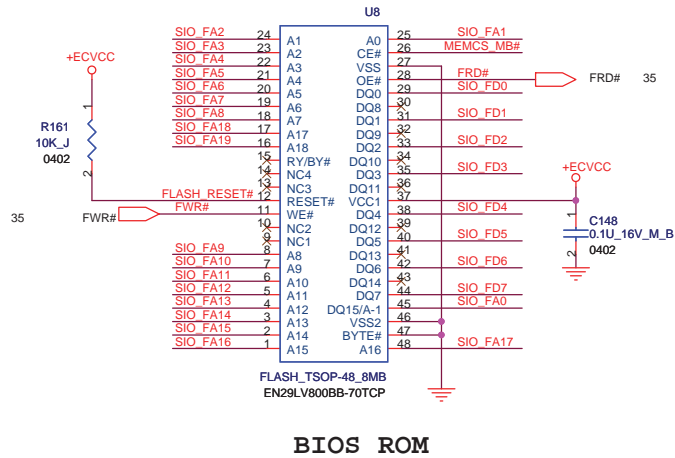 U8
SIO_FA2 24 A1 A0 25 SIO_FA1
SIO_FA3 23 A2 CE# 26 MEMCS_MB#
SIO_FA4 22 A3 VSS 27
SIO_FA5 21 A4 OE# 28 FRD# FRD# 35
SIO_FA6 20 A5 DQ0 29 SIO_FD0
SIO_FA7 19 A6 DQ8 30
SIO_FA8 18 A7 DQ1 31 SIO_FD1
SIO_FA18 17 A17 DQ9 32
SIO_FA19 16 A18 DQ2 33 SIO_FD2
15 RY/BY# DQ10 34
14 NC4 DQ3 35 SIO_FD3
13 NC3 DQ11 36
FLASH_RESET# 12 RESET# VCC1 37
35 FWR# FWR# 11 WE# DQ4 38 SIO_FD4
10 NC2 DQ12 39
9 NC1 DQ5 40 SIO_FD5
SIO_FA9 8 A8 DQ13 41
SIO_FA10 7 A9 DQ6 42 SIO_FD6
SIO_FA11 6 A10 DQ14 43
SIO_FA12 5 A11 DQ7 44 SIO_FD7
SIO_FA13 4 A12 DQ15/A-1 45 SIO_FA0
SIO_FA14 3 A13 VSS2 46
SIO_FA15 2 A14 BYTE# 47
SIO_FA16 1 A15 A16 48 SIO_FA17
+ECVCC
1
R161
10K_J
0402
2
+ECVCC
1
C148
0.1U_16V_M_B
2 0402
FLASH_TSOP-48_8MB
EN29LV800BB-70TCP
BIOS ROM